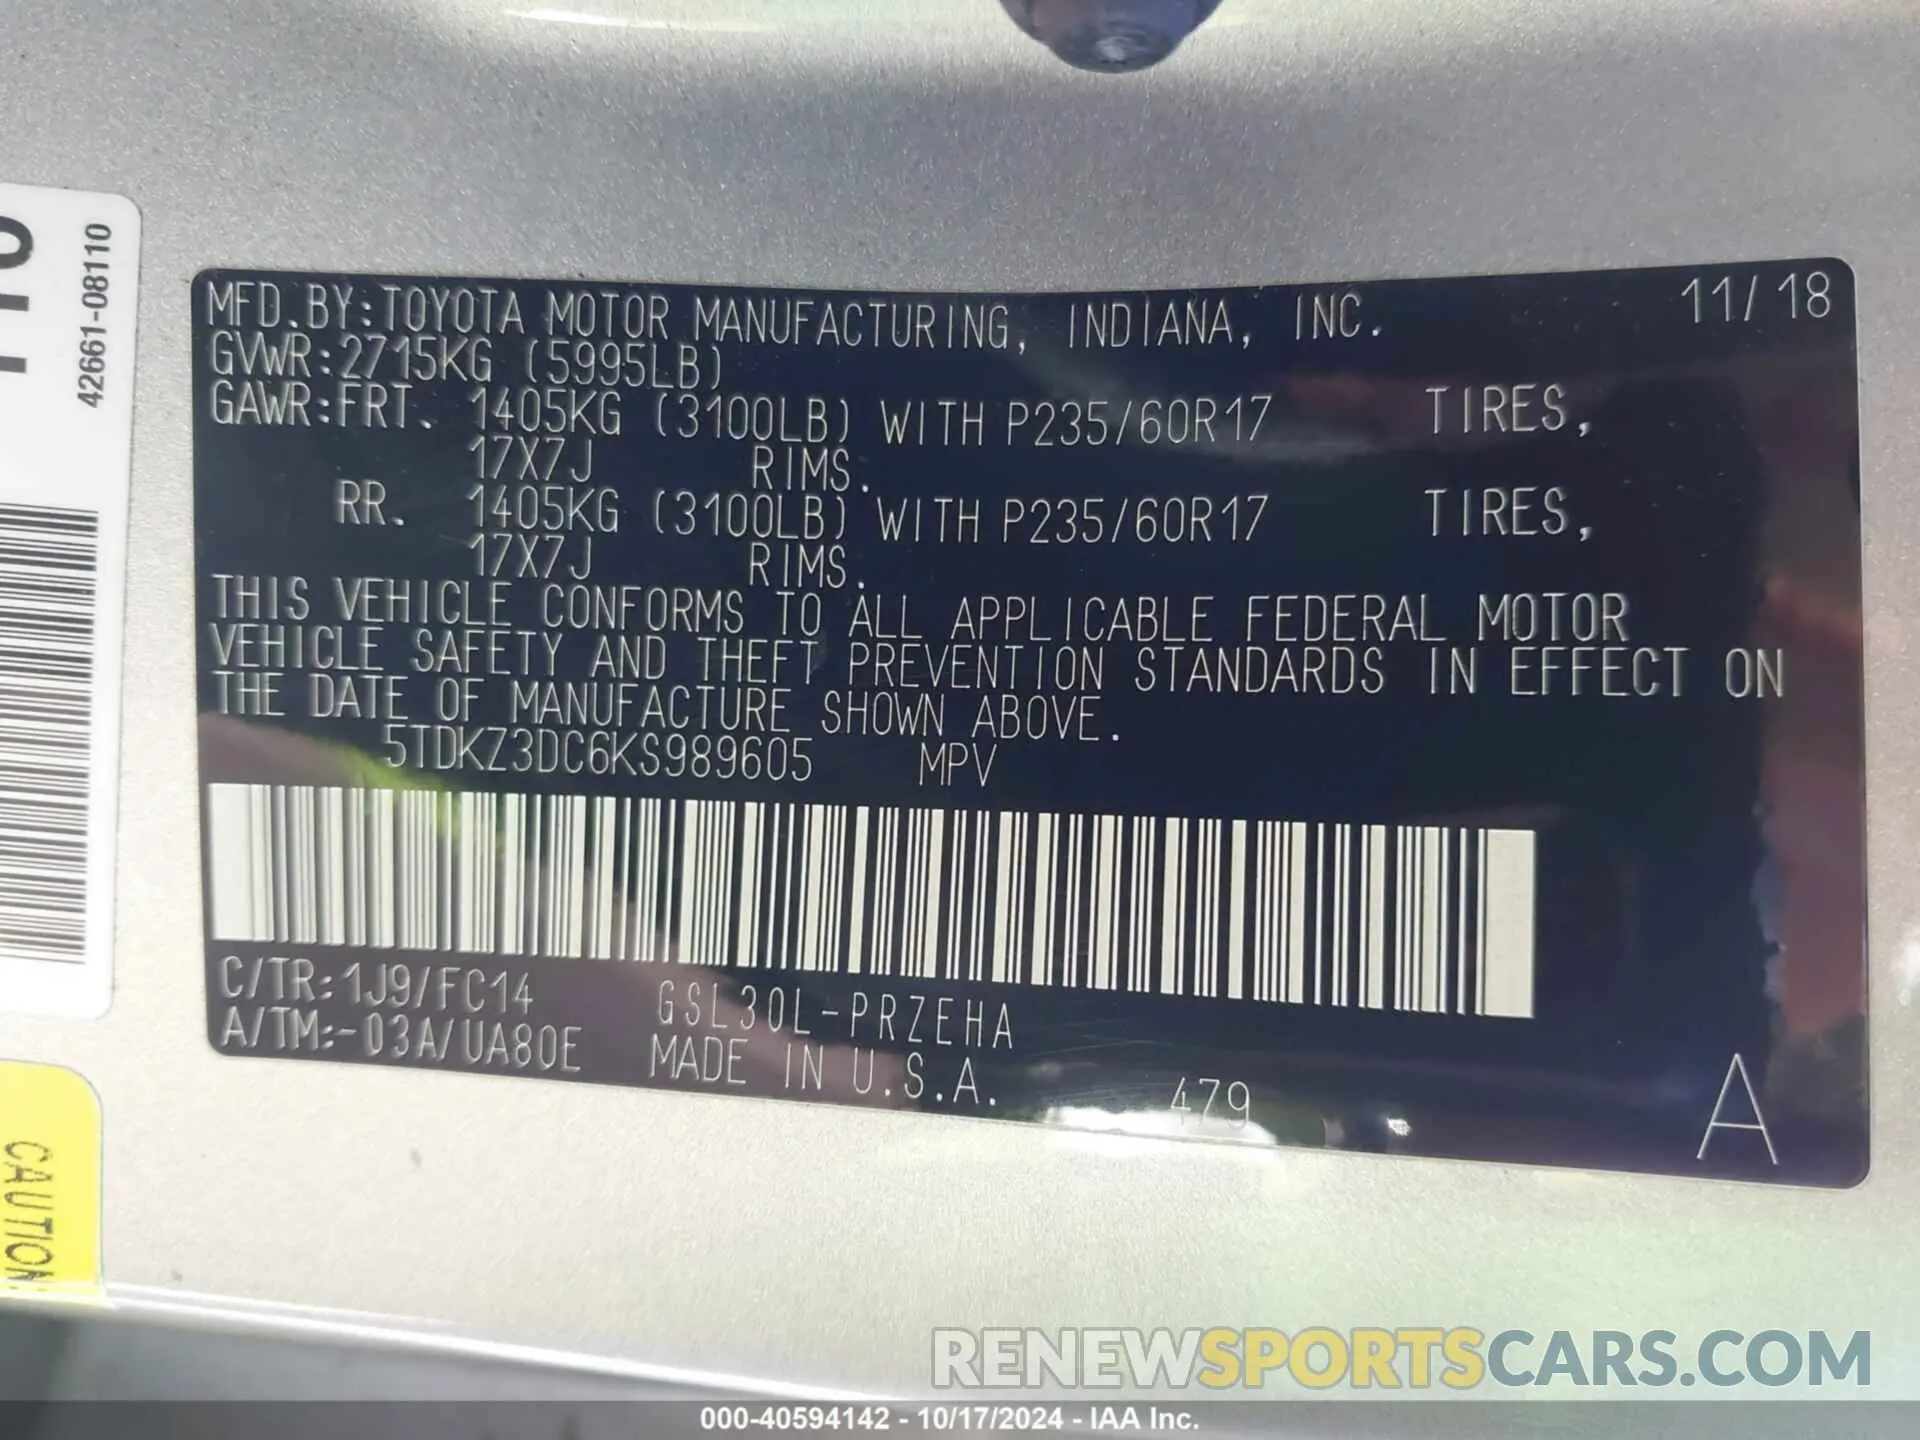 42661-08110
MFD.BY:TOYOTA MOTOR MANUFACTURING, INDIANA, INC. 11/18
GVWR:2715KG (5995LB)
GAWR:FRT. 1405KG (3100LB) WITH P235/60R17 TIRES,
17X7J RIMS.
RR. 1405KG (3100LB) WITH P235/60R17 TIRES,
17X7J RIMS.
THIS VEHICLE CONFORMS TO ALL APPLICABLE FEDERAL MOTOR
VEHICLE SAFETY AND THEFT PREVENTION STANDARDS IN EFFECT ON
THE DATE OF MANUFACTURE SHOWN ABOVE.
5TDKZ3DC6KS989605 MPV
C/TR:1J9/FC14 GSL30L-PRZEHA
A/TM:-03A/UA80E MADE IN U.S.A.
479
A
CAUTION
RENEWSPORTSCARS.COM
000-40594142 - 10/17/2024 - IAA Inc.